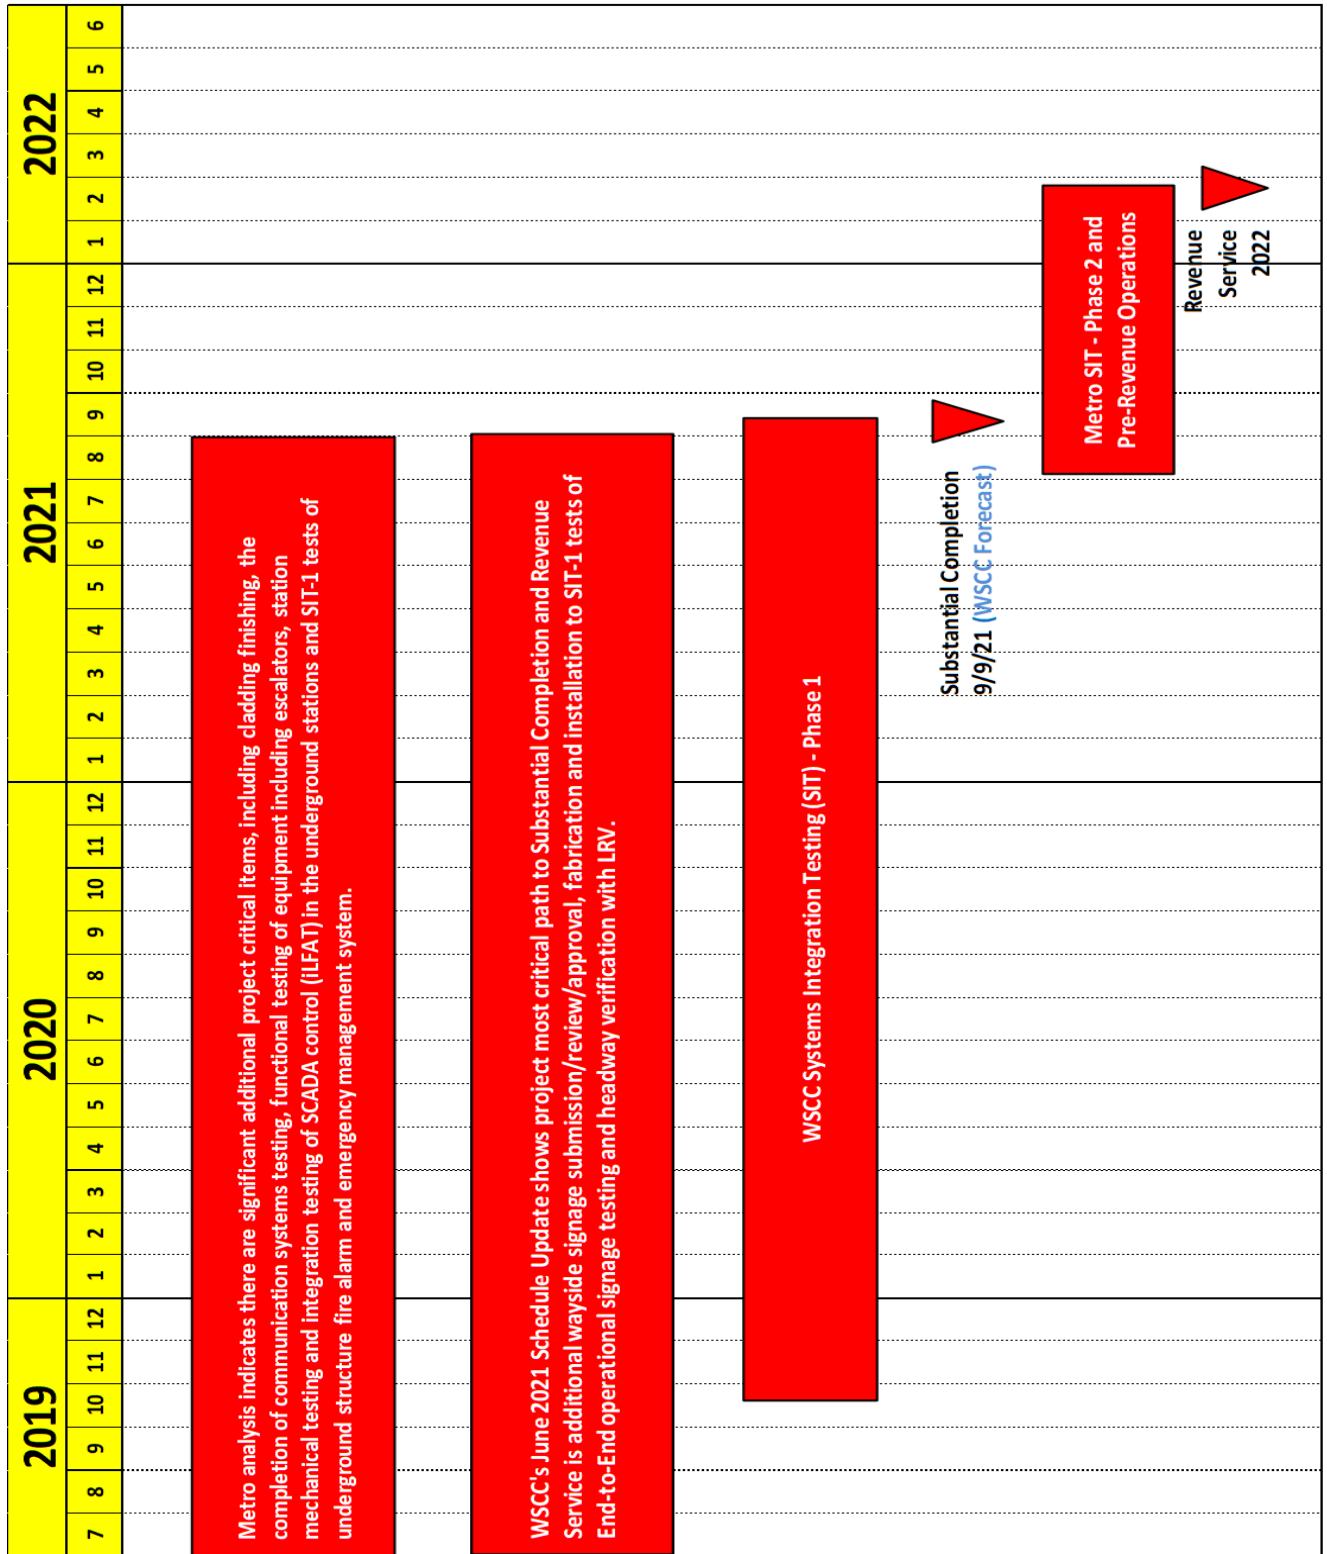 2019 2020 2021 2022
7 8 9 10 11 12 1 2 3 4 5 6 7 8 9 10 11 12 1 2 3 4 5 6 7 8 9 10 11 12 1 2 3 4 5 6
Metro analysis indicates there are significant additional project critical items, including cladding finishing, the
completion of communication systems testing, functional testing of equipment including escalators, station
mechanical testing and integration testing of SCADA control (iLFAT) in the underground stations and SIT-1 tests of
underground structure fire alarm and emergency management system.
WSCC's June 2021 Schedule Update shows project most critical path to Substantial Completion and Revenue
Service is additional wayside signage submission/review/approval, fabrication and installation to SIT-1 tests of
End-to-End operational signage testing and headway verification with LRV.
WSCC Systems Integration Testing (SIT) - Phase 1
Substantial Completion
9/9/21 (WSCC Forecast)
Metro SIT - Phase 2 and
Pre-Revenue Operations
Revenue
Service
2022